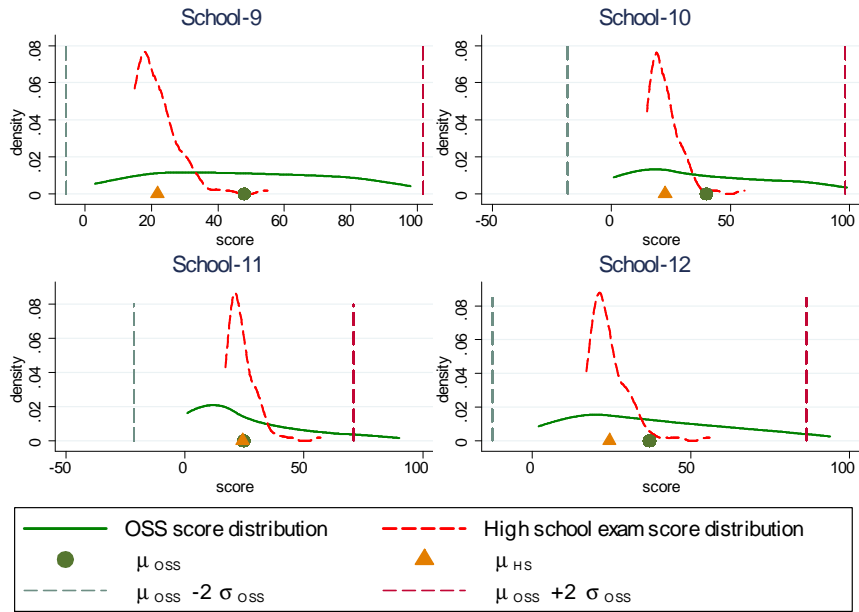 School-9
School-10
density
0 .02 .04 .06 .08
0 20 40 60 80 100
score
density
0 .02 .04 .06 .08
-50 0 50 100
score
School-11
School-12
density
0 .02 .04 .06 .08
-50 0 50 100
score
density
0 .02 .04 .06 .08
0 50 100
score
OSS score distribution
High school exam score distribution
μ OSS
μ HS
μ OSS -2 σ OSS
μ OSS +2 σ OSS